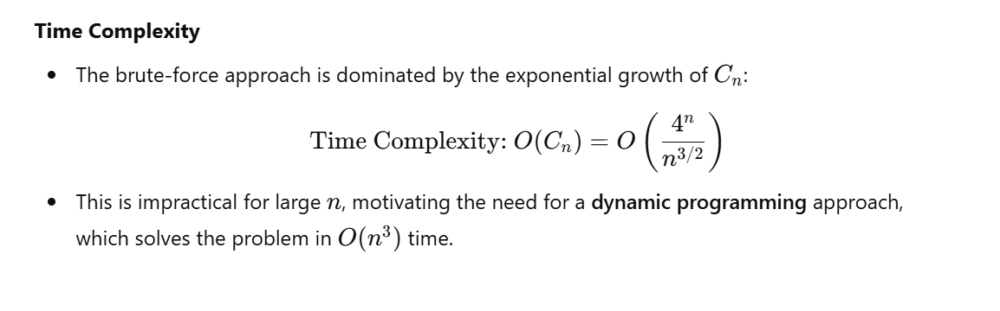 Time Complexity
• The brute-force approach is dominated by the exponential growth of $C_n$:
$\text{Time Complexity: } O(C_n) = O\left(\frac{4^n}{n^{3/2}}\right)$
• This is impractical for large $n$, motivating the need for a dynamic programming approach,
which solves the problem in $O(n^3)$ time.